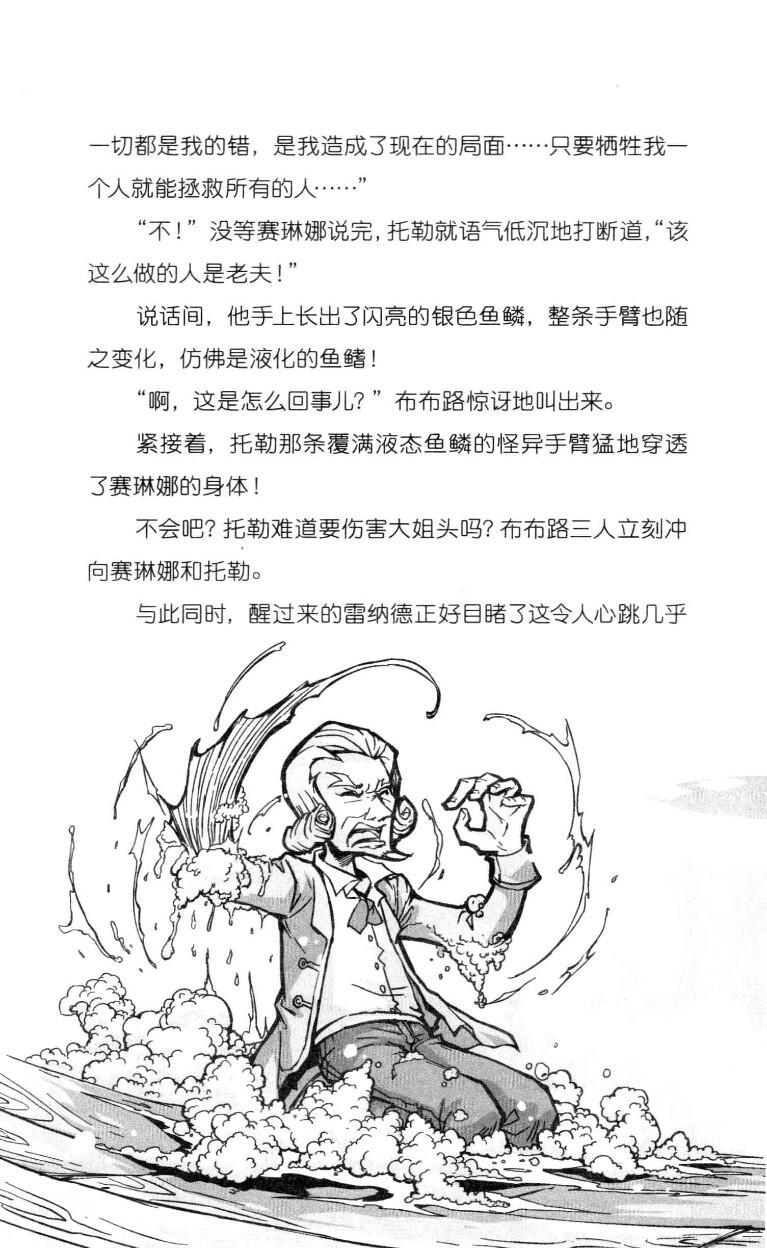 一切都是我的错，是我造成了现在的局面……只要牺牲我一
个人就能拯救所有的人……”
“不！”没等赛琳娜说完，托勒就语气低沉地打断道，“该
这么做的人是老夫！”
说话间，他手上长出了闪亮的银色鱼鳞，整条手臂也随
之变化，仿佛是液化的鱼鳍！
“啊，这是怎么回事儿？”布布路惊讶地叫出来。
紧接着，托勒那条覆满液态鱼鳞的怪异手臂猛地穿透
了赛琳娜的身体！
不会吧？托勒难道要伤害大姐头吗？布布路三人立刻冲
向赛琳娜和托勒。
与此同时，醒过来的雷纳德正好目睹了这令人心跳几乎